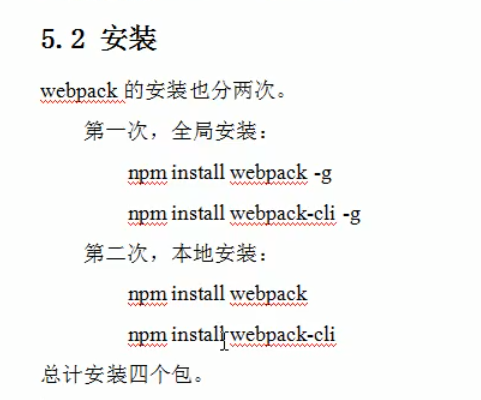 5.2 安装
webpack 的安装也分两次。
第一次，全局安装：
npm install webpack -g
npm install webpack-cli -g
第二次，本地安装：
npm install webpack
npm install webpack-cli
总计安装四个包。